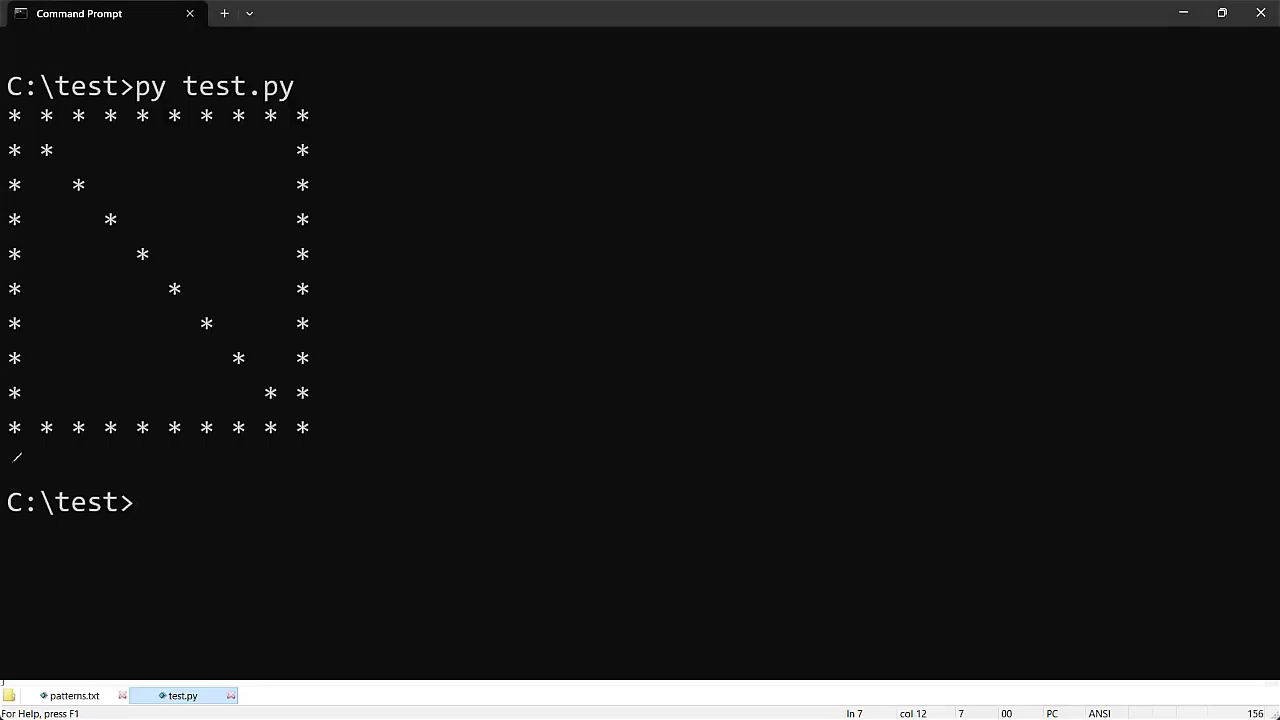 Command Prompt
C:\test>py test.py
* * * * * * * * * *
* *               *
*   *             *
*     *           *
*       *         *
*         *       *
*           *     *
*             *   *
*               * *
* * * * * * * * * *
C:\test>
patterns.txt test.py
For Help, press F1 ln 7 col 12 7 00 PC ANSI 156